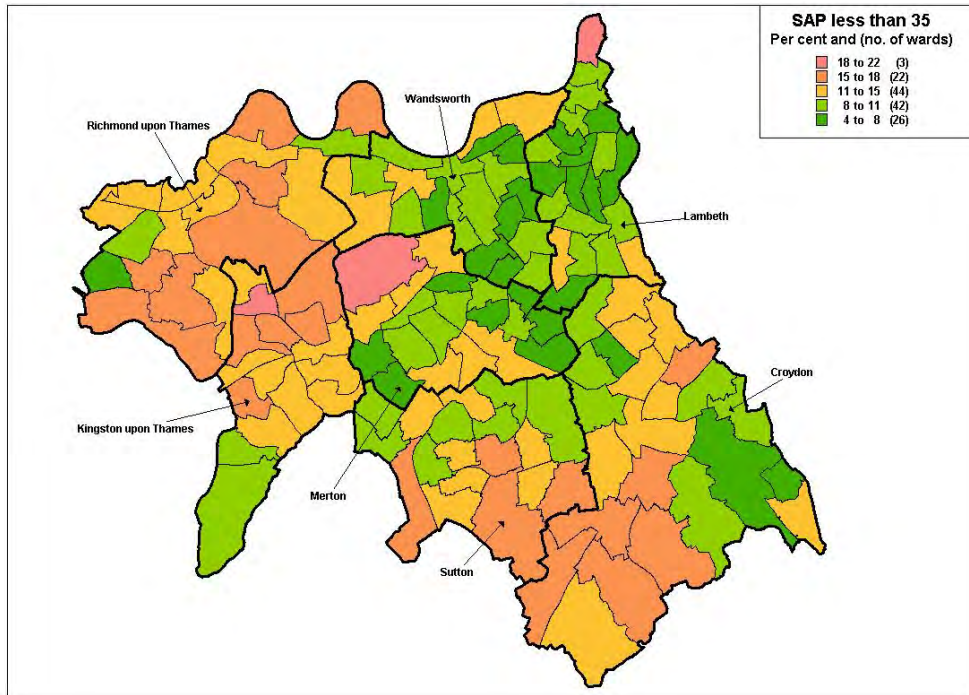 SAP less than 35
Per cent and (no. of wards)
18 to 22 (3)
15 to 18 (22)
11 to 15 (44)
8 to 11 (42)
4 to 8 (26)
Wandsworth
Richmond upon Thames
Lambeth
Croydon
Kingston upon Thames
Merton
Sutton